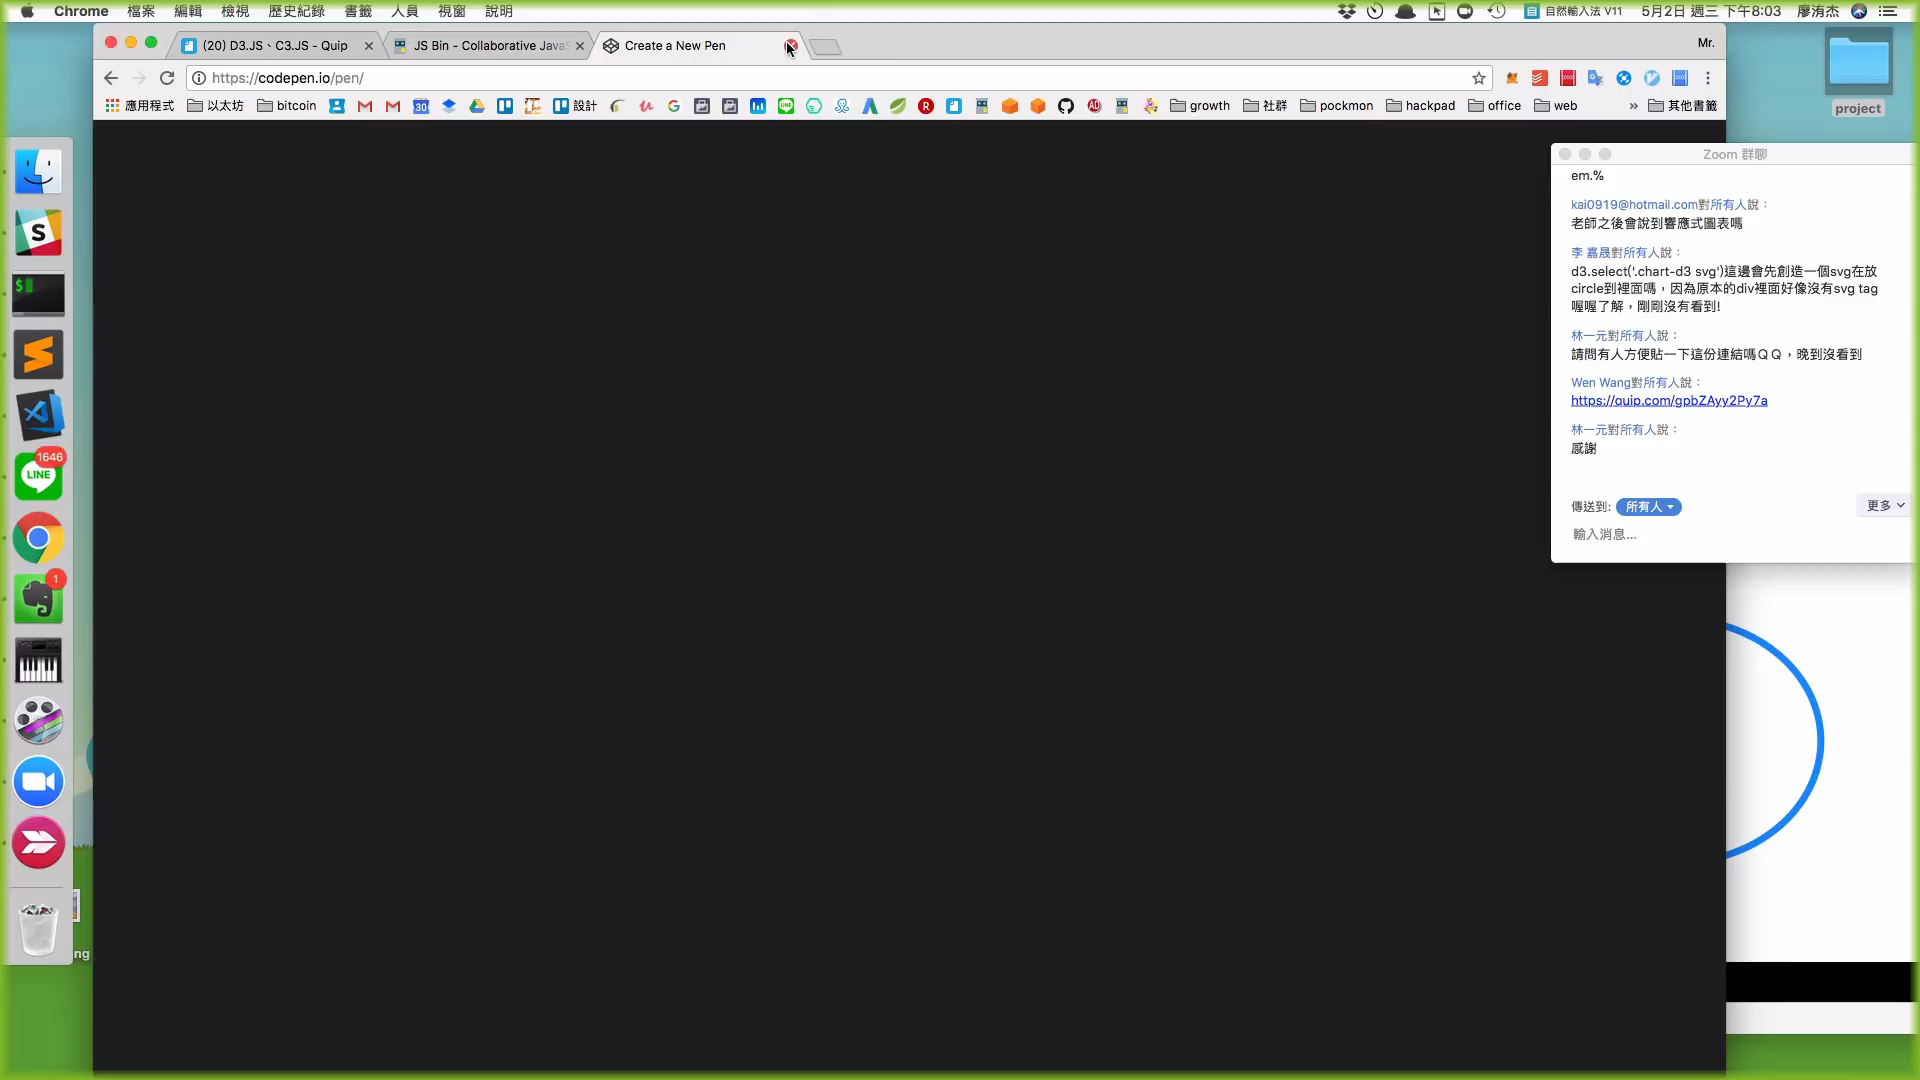 Chrome 檔案 編輯 檢視 歷史紀錄 書籤 人員 視窗 說明 自然輸入法 V11 5月2日 週三 下午8:03 廖洧杰
(20) D3.JS、C3.JS - Quip JS Bin - Collaborative JavaS Create a New Pen Mr.
https://codepen.io/pen/
應用程式 以太坊 bitcoin 30 設計 growth 社群 pockmon hackpad office web » 其他書籤
project
Zoom 群聊
em.%
kai0919@hotmail.com對所有人說：
老師之後會說到響應式圖表嗎
李 嘉晟對所有人說：
d3.select('.chart-d3 svg')這邊會先創造一個svg在放
circle到裡面嗎，因為原本的div裡面好像沒有svg tag
喔喔了解，剛剛沒有看到!
林一元對所有人說：
請問有人方便貼一下這份連結嗎ＱＱ，晚到沒看到
Wen Wang對所有人說：
https://quip.com/gpbZAyy2Py7a
林一元對所有人說：
感謝
傳送到: 所有人 更多
輸入消息...
S
$
1646
LINE
1
ng